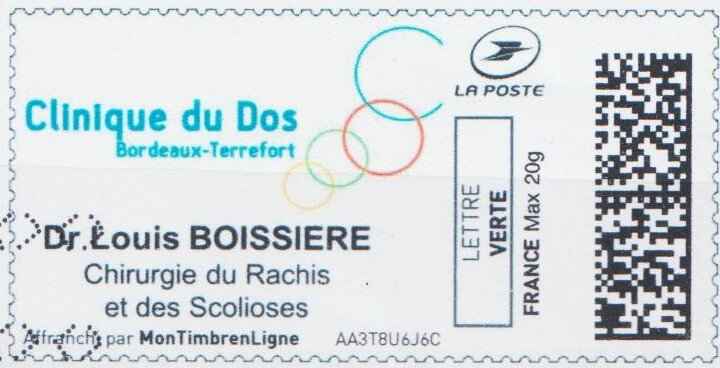 Clinique du Dos
Bordeaux-Terrefort
Dr.Louis BOISSIERE
Chirurgie du Rachis
et des Scolioses
Affranchi par MonTimbrenLigne
AA3T8U6J6C
LA POSTE
LETTRE
VERTE
FRANCE Max 20g